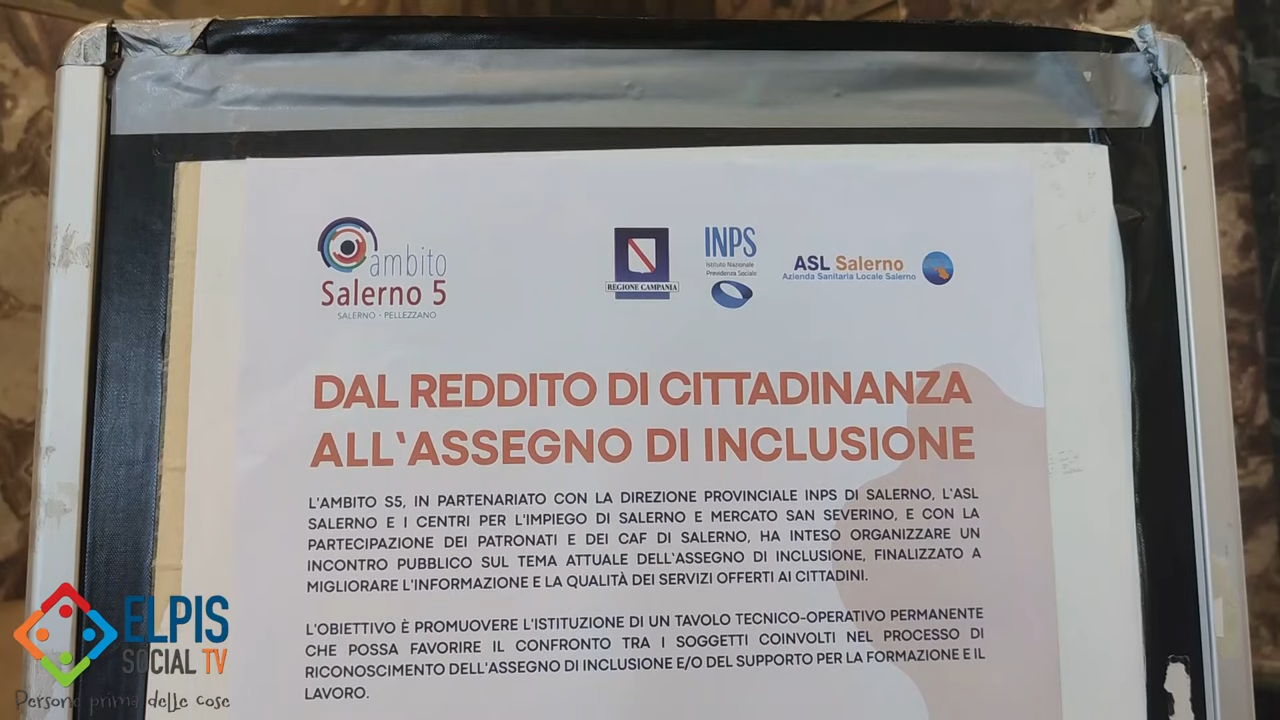 ambito
Salerno 5
SALERNO - PELLEZZANO
REGIONE CAMPANIA
INPS
Istituto Nazionale
Previdenza Sociale
ASL Salerno
Azienda Sanitaria Locale Salerno
DAL REDDITO DI CITTADINANZA
ALL'ASSEGNO DI INCLUSIONE
L'AMBITO S5, IN PARTENARIATO CON LA DIREZIONE PROVINCIALE INPS DI SALERNO, L'ASL
SALERNO E I CENTRI PER L'IMPIEGO DI SALERNO E MERCATO SAN SEVERINO, E CON LA
PARTECIPAZIONE DEI PATRONATI E DEI CAF DI SALERNO, HA INTESO ORGANIZZARE UN
INCONTRO PUBBLICO SUL TEMA ATTUALE DELL'ASSEGNO DI INCLUSIONE, FINALIZZATO A
MIGLIORARE L'INFORMAZIONE E LA QUALITÀ DEI SERVIZI OFFERTI AI CITTADINI.
L'OBIETTIVO È PROMUOVERE L'ISTITUZIONE DI UN TAVOLO TECNICO-OPERATIVO PERMANENTE
CHE POSSA FAVORIRE IL CONFRONTO TRA I SOGGETTI COINVOLTI NEL PROCESSO DI
RICONOSCIMENTO DELL'ASSEGNO DI INCLUSIONE E/O DEL SUPPORTO PER LA FORMAZIONE E IL
LAVORO.
ELPIS
SOCIAL TV
Persone prima delle cose